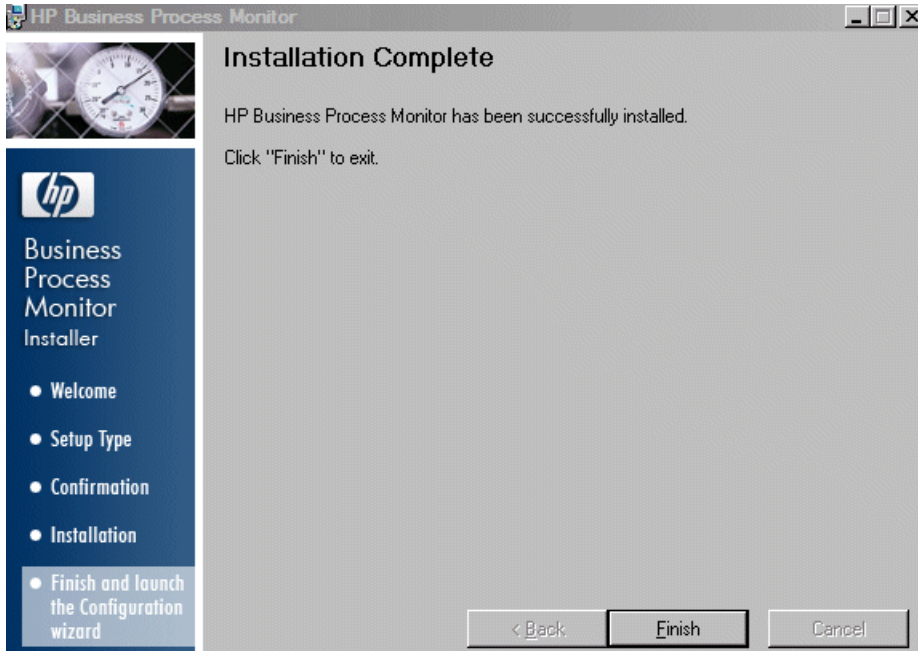 HP Business Process Monitor
Installation Complete
HP Business Process Monitor has been successfully installed.
Click "Finish" to exit.
hp
Business
Process
Monitor
Installer
Welcome
Setup Type
Confirmation
Installation
Finish and launch
the Configuration
wizard
< Back
Finish
Cancel